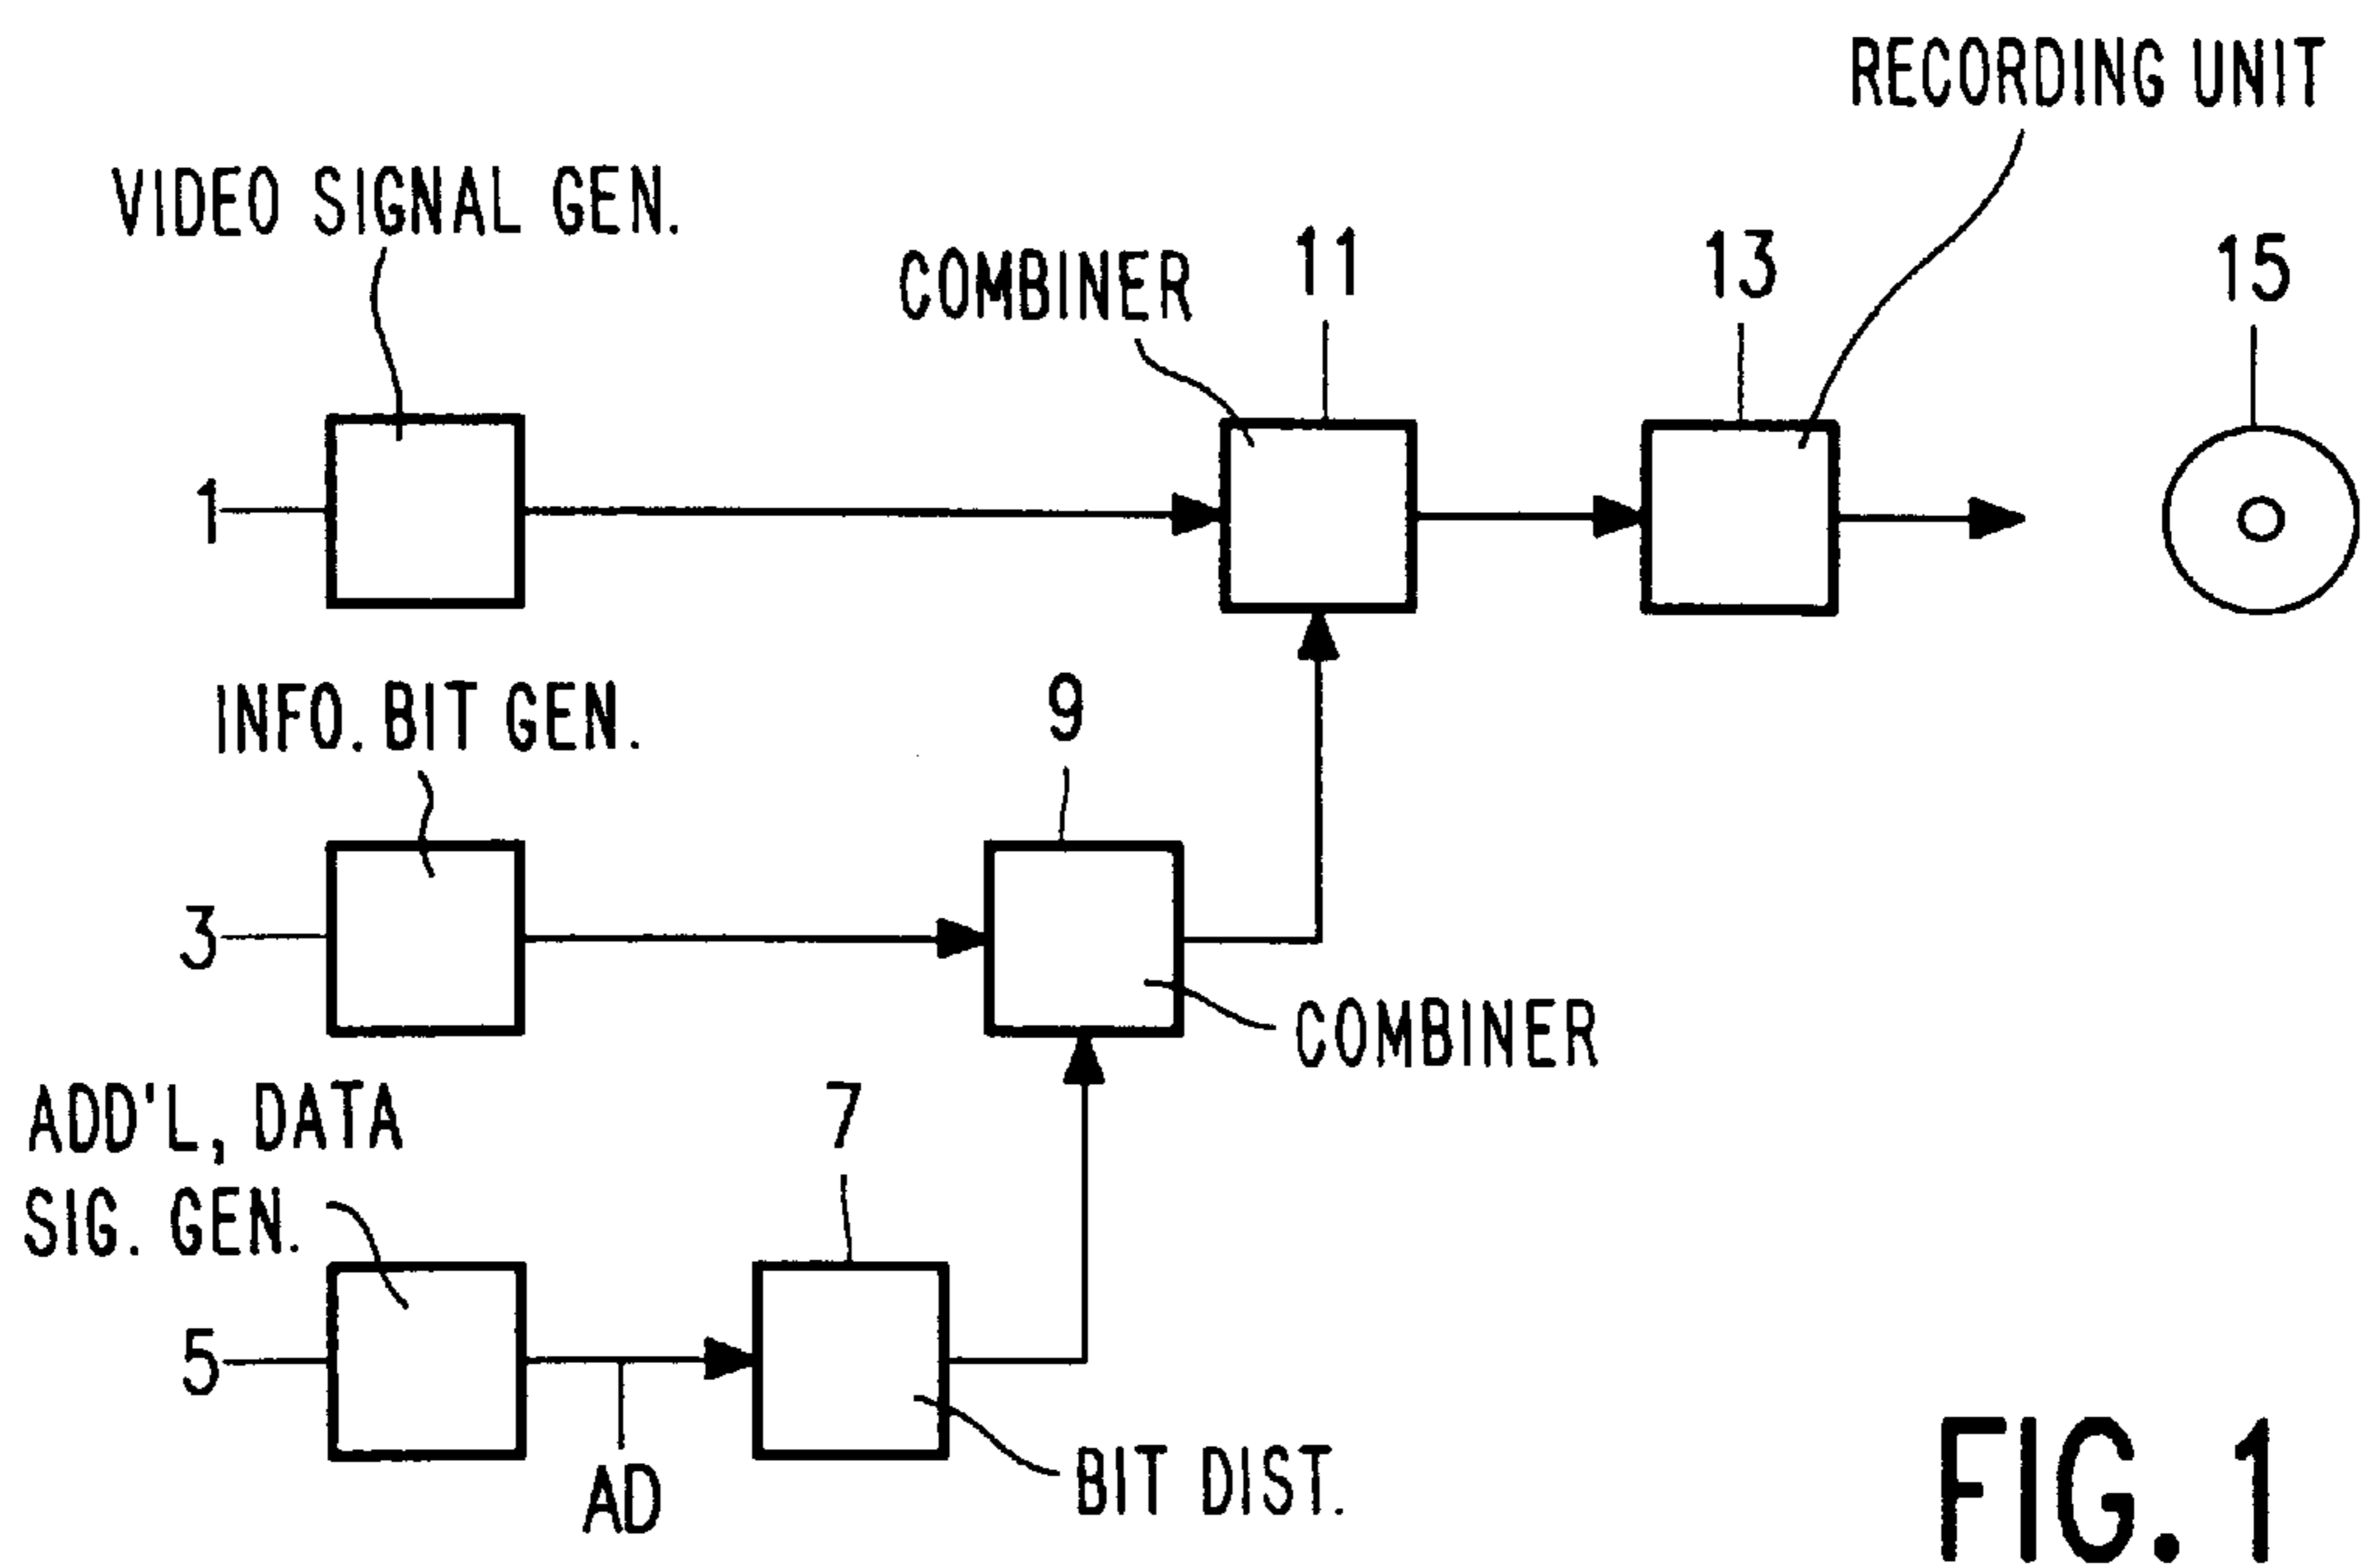 RECORDING UNIT
VIDEO SIGNAL GEN.
COMBINER
11
13
15
1
INFO. BIT GEN.
9
3
COMBINER
ADD'L, DATA
SIG. GEN.
7
5
AD
BIT DIST.
FIG. 1